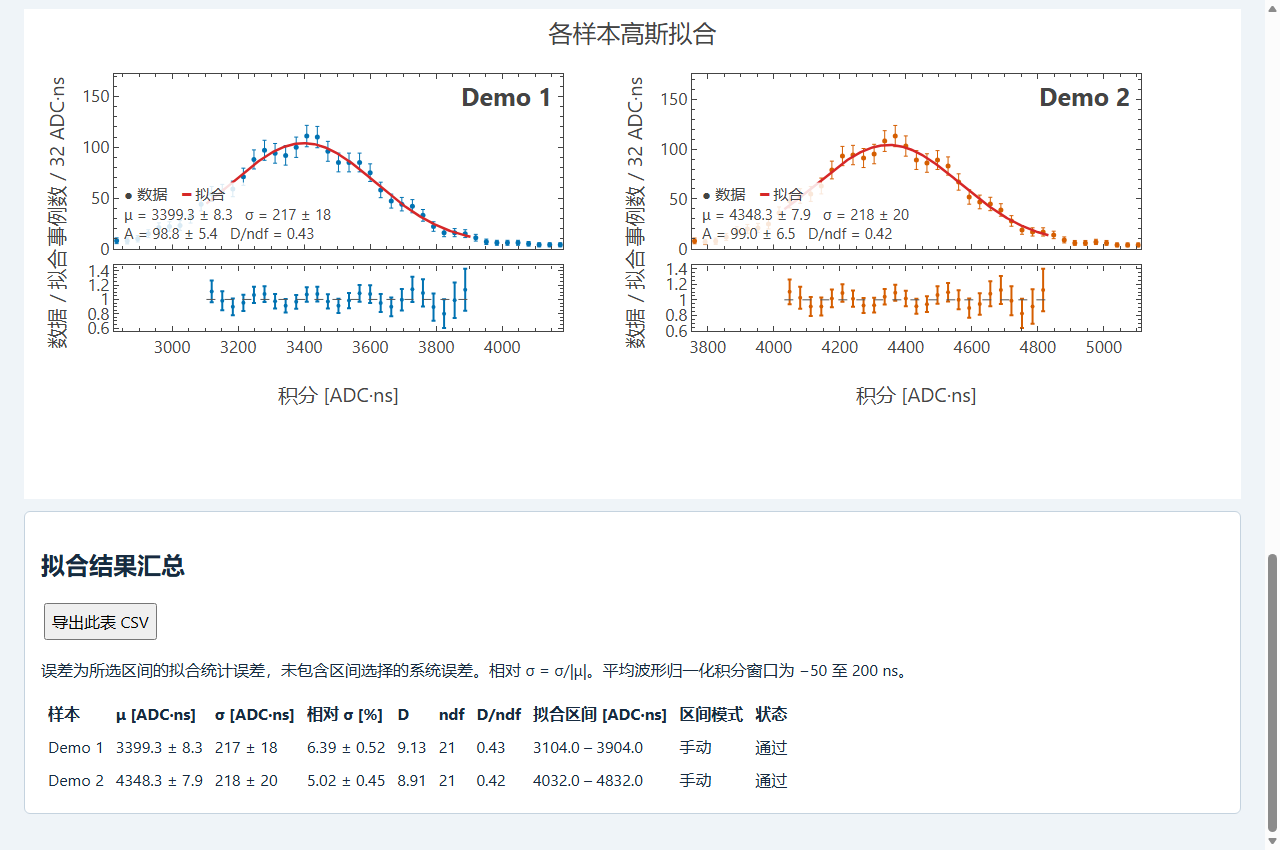 各样本高斯拟合
Demo 1
事例数 / 32 ADC·ns
150
100
50
0
● 数据 拟合
μ = 3399.3 ± 8.3 σ = 217 ± 18
A = 98.8 ± 5.4 D/ndf = 0.43
数据 / 拟合
1.4
1.2
1
0.8
0.6
3000 3200 3400 3600 3800 4000
积分 [ADC·ns]
Demo 2
事例数 / 32 ADC·ns
150
100
50
0
● 数据 拟合
μ = 4348.3 ± 7.9 σ = 218 ± 20
A = 99.0 ± 6.5 D/ndf = 0.42
数据 / 拟合
1.4
1.2
1
0.8
0.6
3800 4000 4200 4400 4600 4800 5000
积分 [ADC·ns]
拟合结果汇总
导出此表 CSV
误差为所选区间的拟合统计误差，未包含区间选择的系统误差。相对 σ = σ/|μ|。平均波形归一化积分窗口为 −50 至 200 ns。
样本 μ [ADC·ns] σ [ADC·ns] 相对 σ [%] D ndf D/ndf 拟合区间 [ADC·ns] 区间模式 状态
Demo 1 3399.3 ± 8.3 217 ± 18 6.39 ± 0.52 9.13 21 0.43 3104.0 – 3904.0 手动 通过
Demo 2 4348.3 ± 7.9 218 ± 20 5.02 ± 0.45 8.91 21 0.42 4032.0 – 4832.0 手动 通过